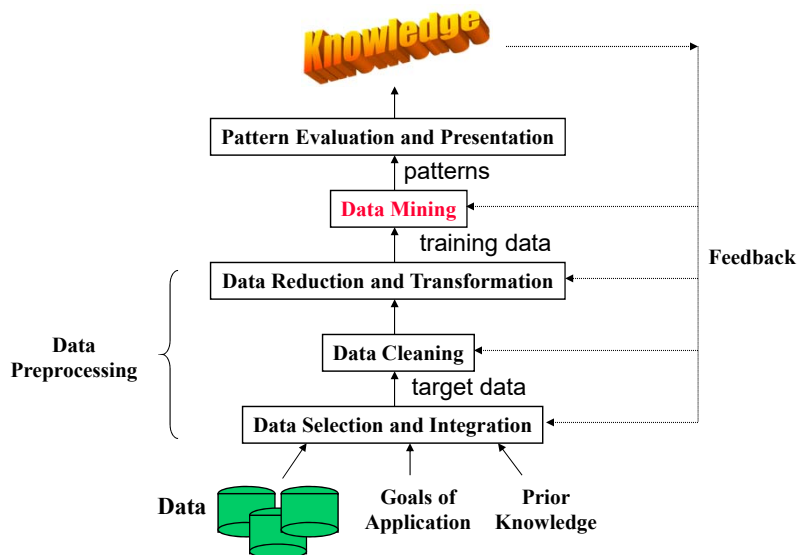 Knowledge
Pattern Evaluation and Presentation
patterns
Data Mining
training data
Feedback
Data Reduction and Transformation
Data
Preprocessing
Data Cleaning
target data
Data Selection and Integration
Data
Goals of
Application
Prior
Knowledge